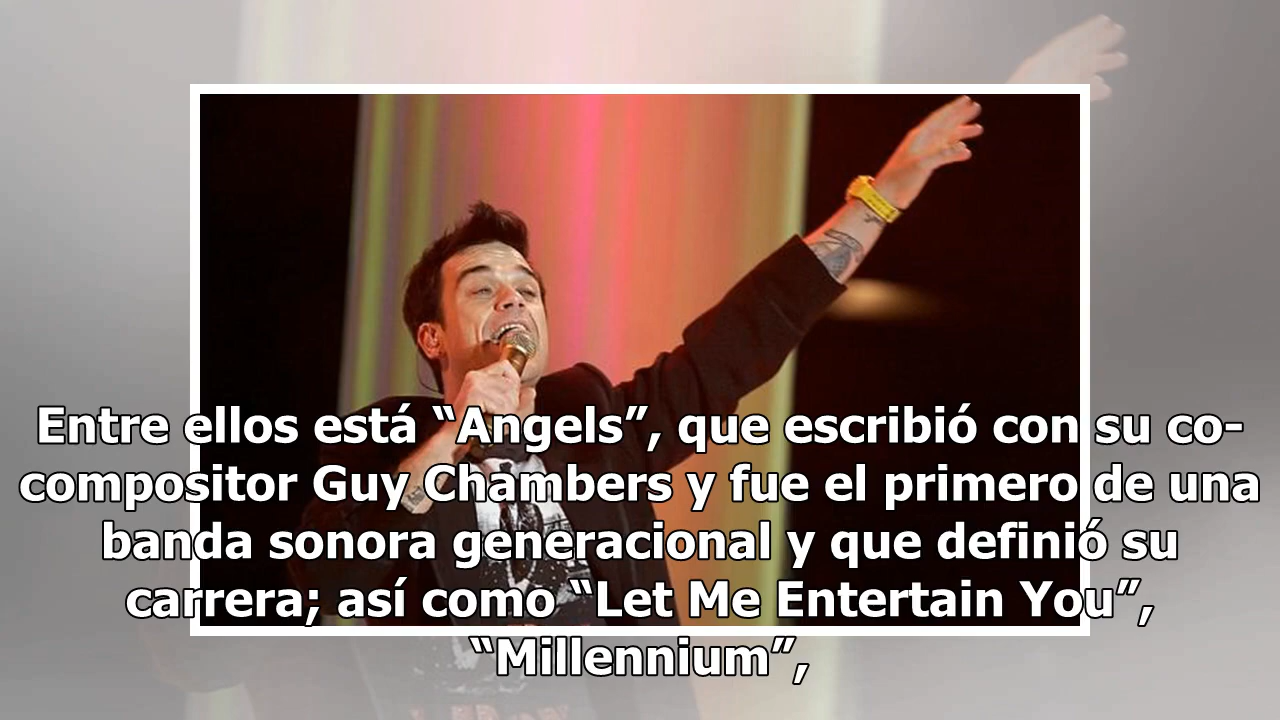 Entre ellos está “Angels”, que escribió con su co-
compositor Guy Chambers y fue el primero de una
banda sonora generacional y que definió su
carrera; así como “Let Me Entertain You”,
“Millennium”,